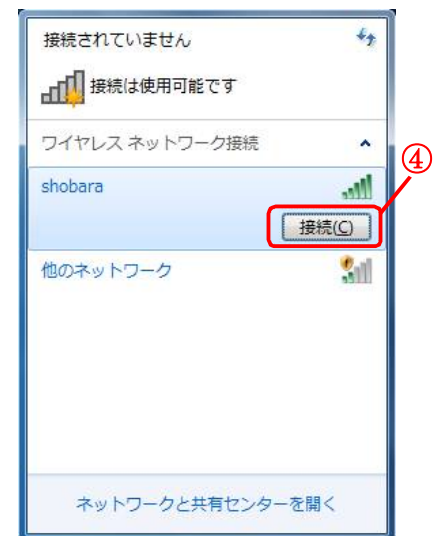 接続されていません
接続は使用可能です
ワイヤレス ネットワーク接続
④
shobara
接続(C)
他のネットワーク
ネットワークと共有センターを開く